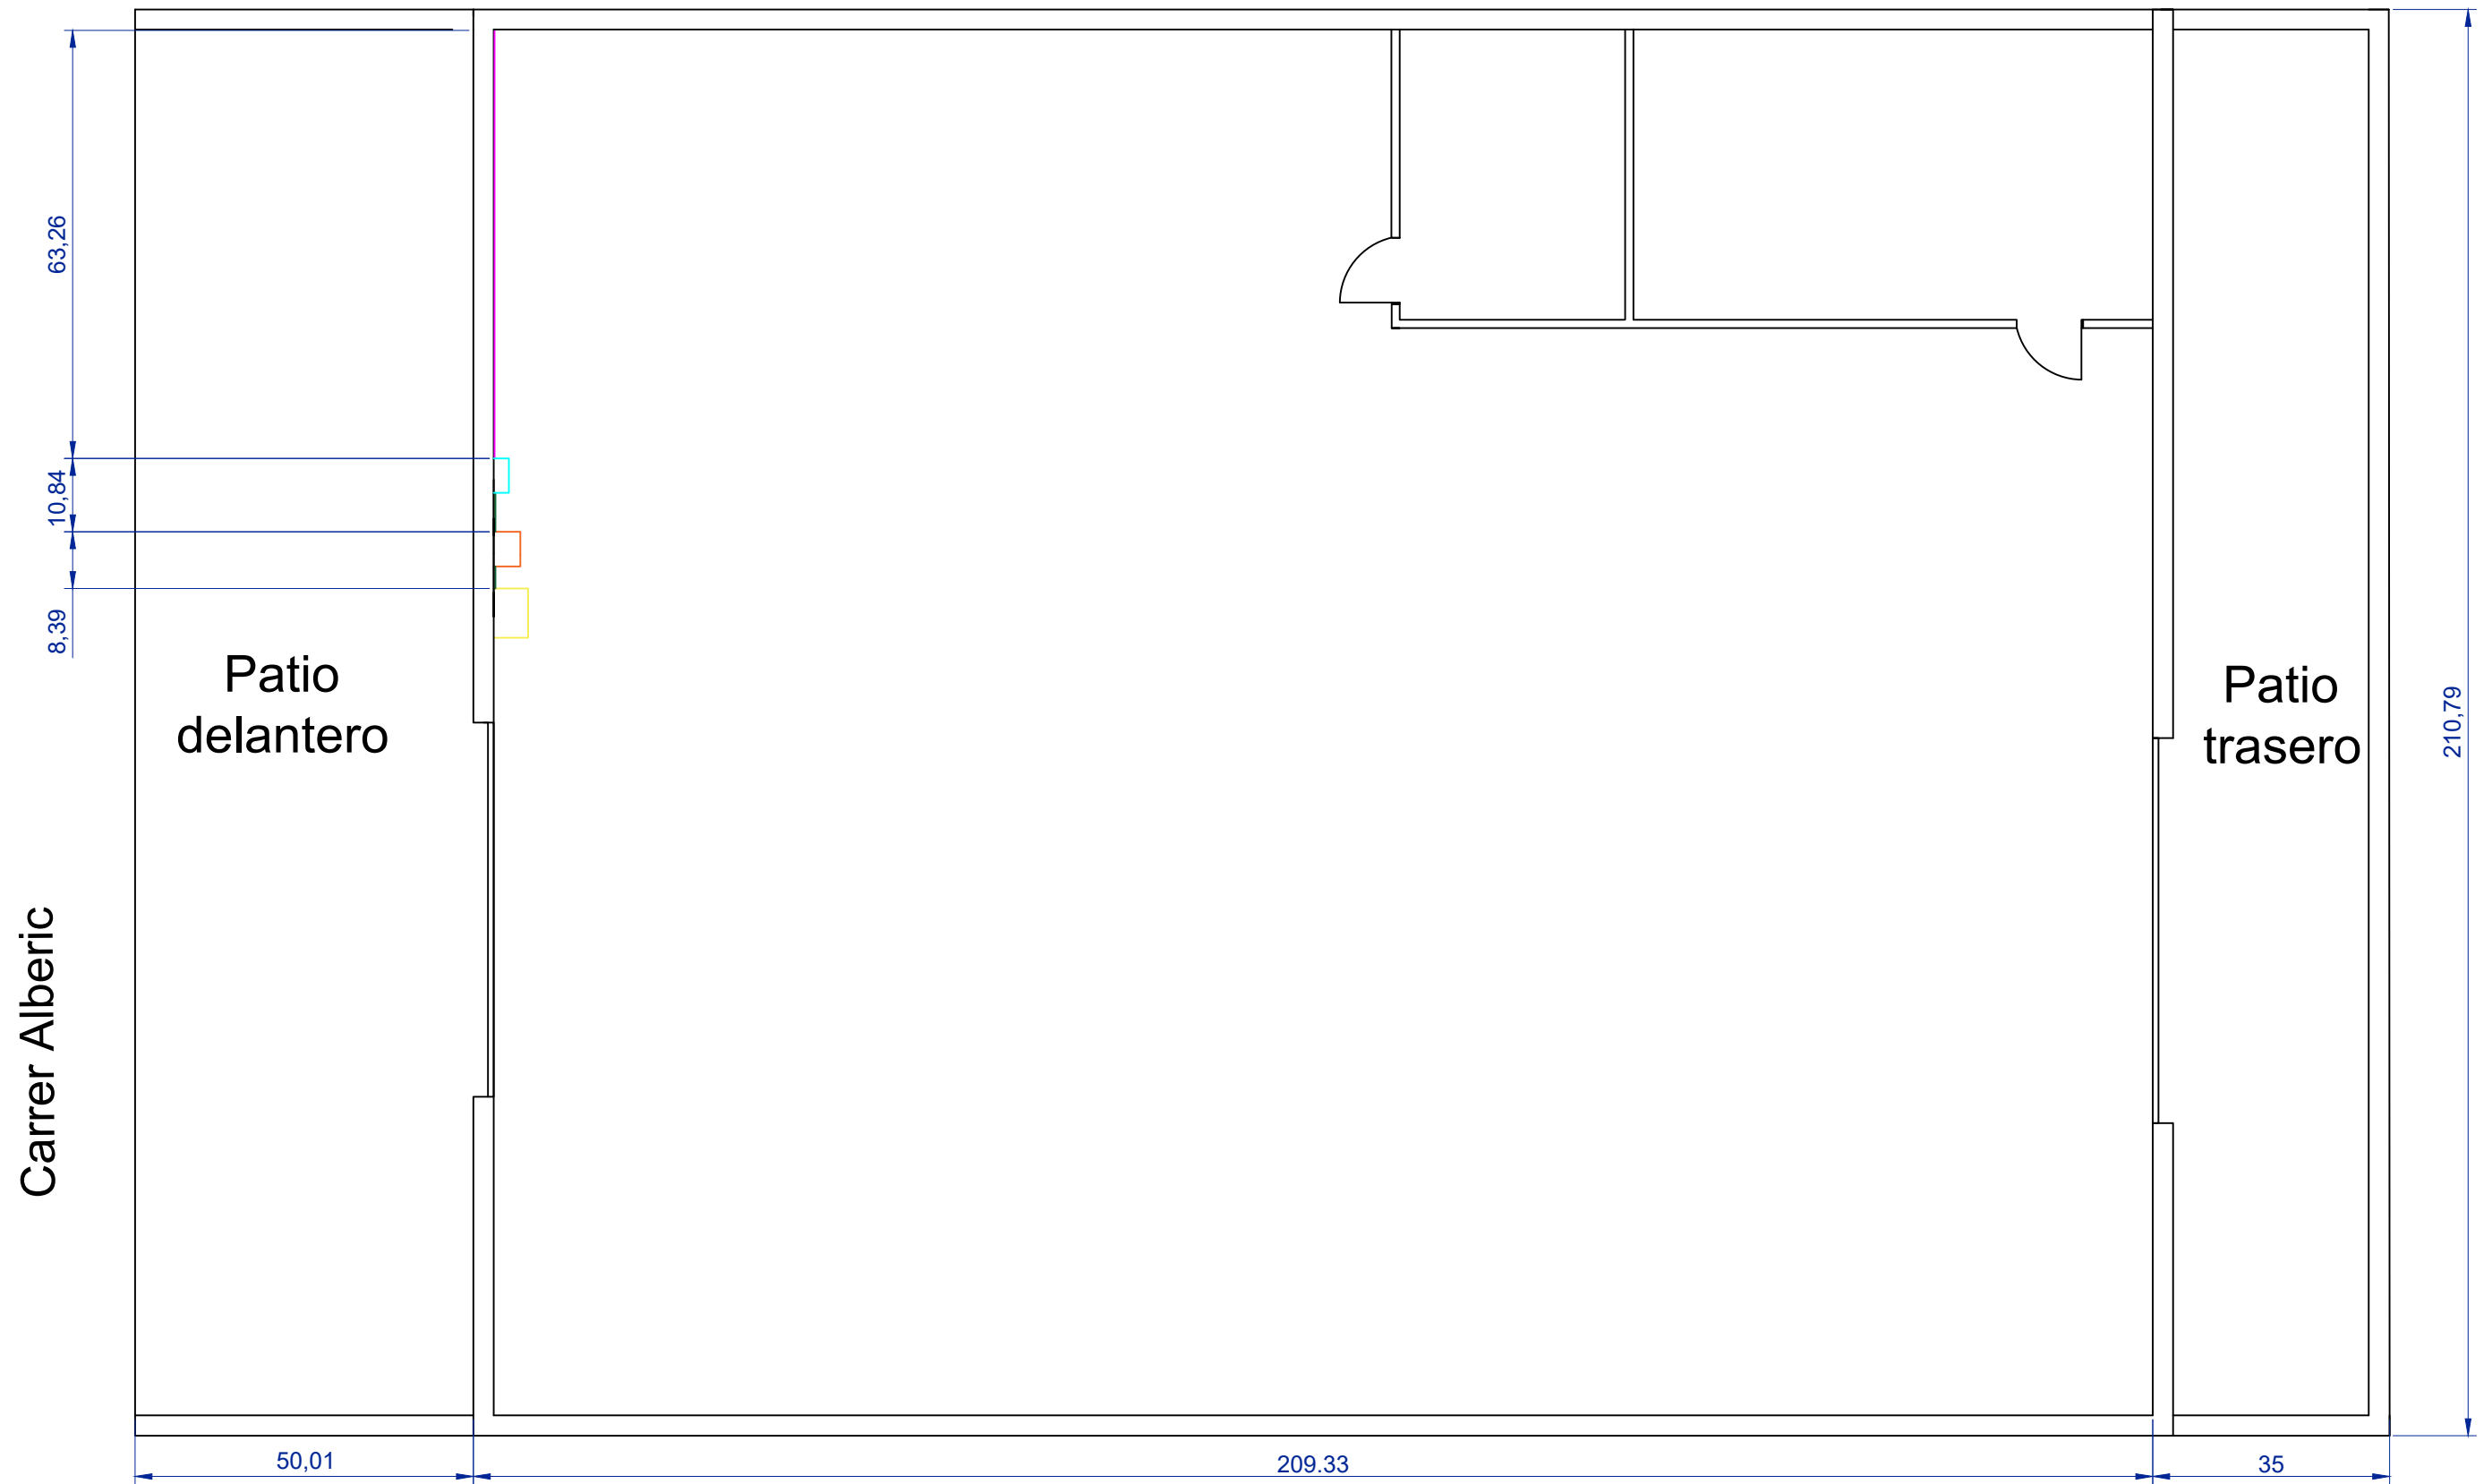 63,26
10,84
8,39
Patio
delantero
Carrer Alberic
Patio
trasero
210,79
50,01
209.33
35